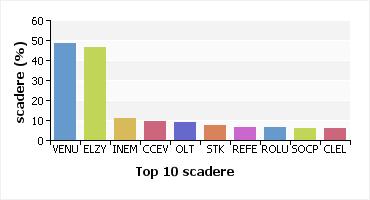 60
50
40
30
20
10
0
scadere (%)
VENU ELZY INEM CCEV OLT STK REFE ROLU SOCP CLEL
Top 10 scadere